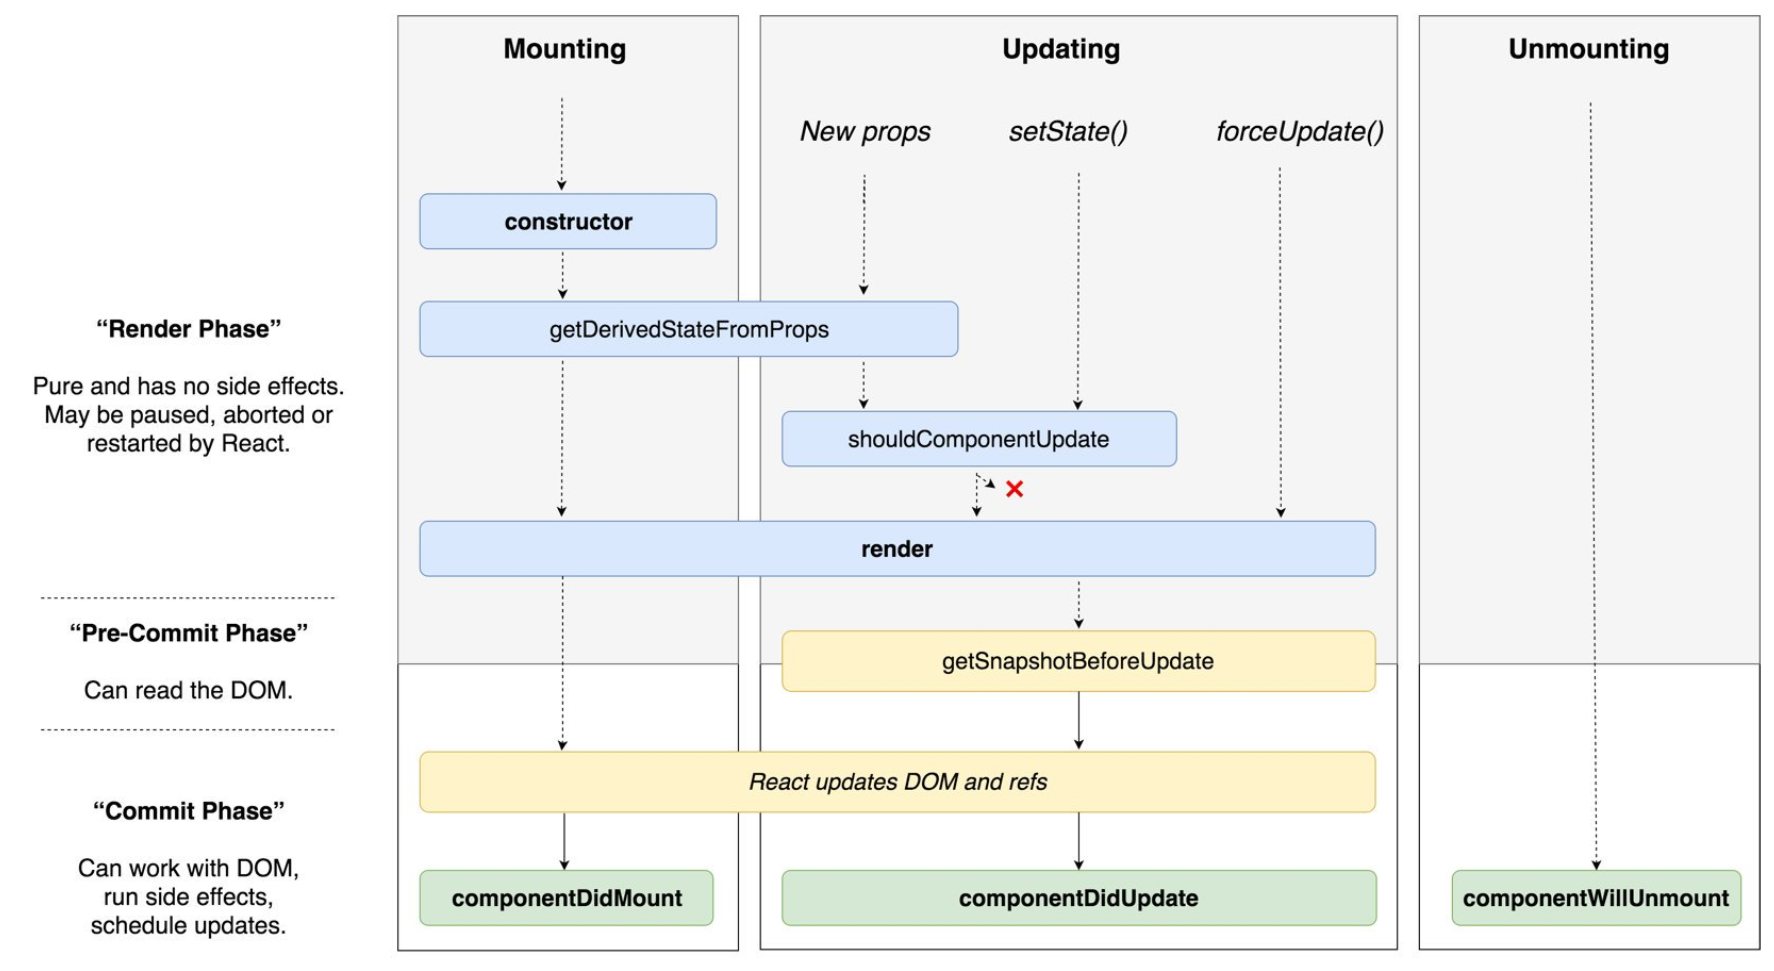 Mounting
Updating
Unmounting
New props
setState()
forceUpdate()
constructor
“Render Phase”
getDerivedStateFromProps
Pure and has no side effects.
May be paused, aborted or
restarted by React.
shouldComponentUpdate
render
“Pre-Commit Phase”
getSnapshotBeforeUpdate
Can read the DOM.
React updates DOM and refs
“Commit Phase”
Can work with DOM,
run side effects,
schedule updates.
componentDidMount
componentDidUpdate
componentWillUnmount